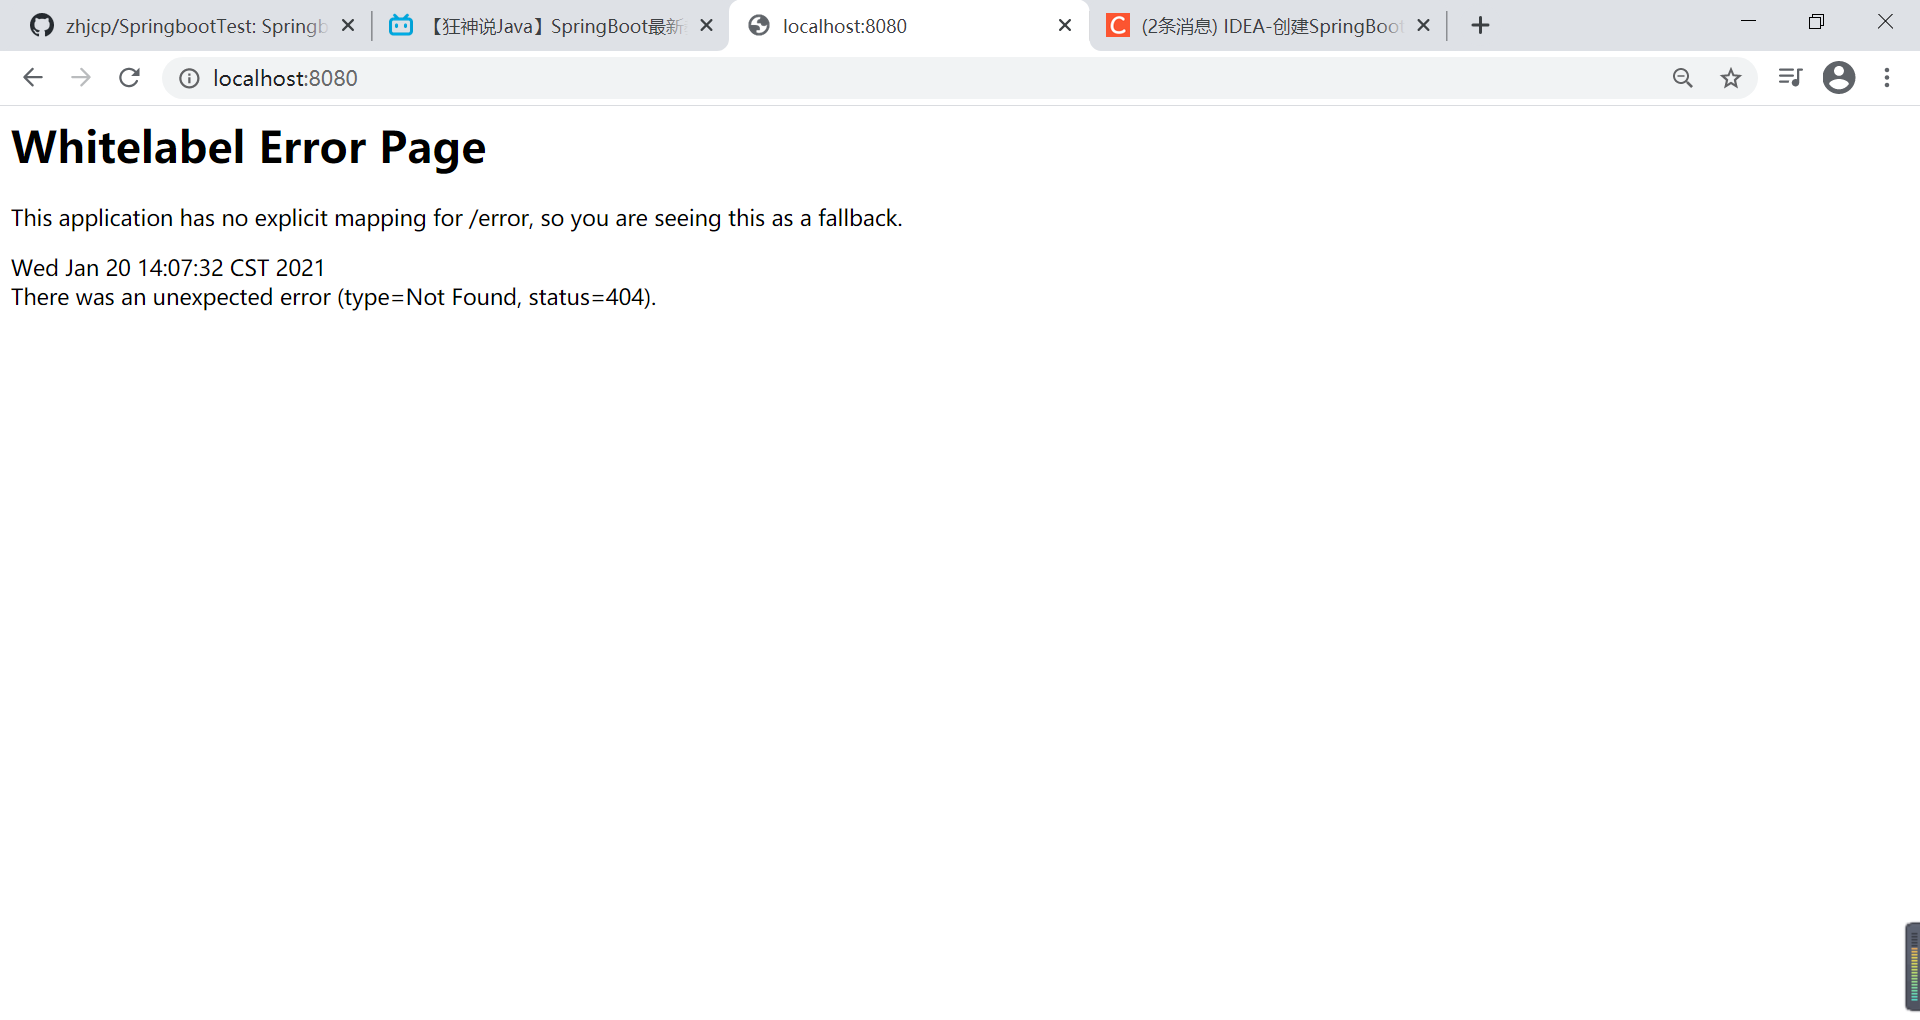 zhjcp/SpringbootTest: Springb
【狂神说Java】SpringBoot最新
localhost:8080
(2条消息) IDEA-创建SpringBoot
localhost:8080
Whitelabel Error Page
This application has no explicit mapping for /error, so you are seeing this as a fallback.
Wed Jan 20 14:07:32 CST 2021
There was an unexpected error (type=Not Found, status=404).